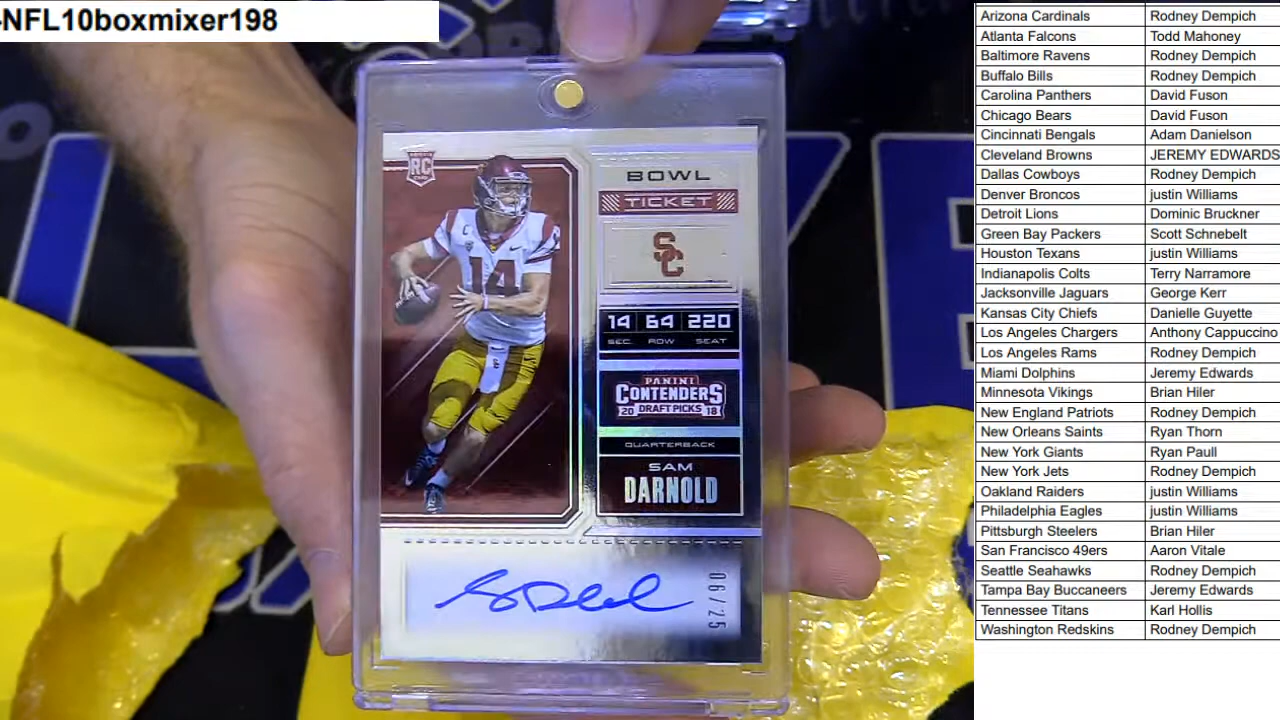 -NFL10boxmixer198
RC
BOWL
TICKET
SC
14 64 220
SEC. ROW SEAT
PANINI
CONTENDERS
20 DRAFT PICKS 18
QUARTERBACK
SAM
DARNOLD
06/25
14
Arizona Cardinals Rodney Dempich
Atlanta Falcons Todd Mahoney
Baltimore Ravens Rodney Dempich
Buffalo Bills Rodney Dempich
Carolina Panthers David Fuson
Chicago Bears David Fuson
Cincinnati Bengals Adam Danielson
Cleveland Browns JEREMY EDWARDS
Dallas Cowboys Rodney Dempich
Denver Broncos justin Williams
Detroit Lions Dominic Bruckner
Green Bay Packers Scott Schnebelt
Houston Texans justin Williams
Indianapolis Colts Terry Narramore
Jacksonville Jaguars George Kerr
Kansas City Chiefs Danielle Guyette
Los Angeles Chargers Anthony Cappuccino
Los Angeles Rams Rodney Dempich
Miami Dolphins Jeremy Edwards
Minnesota Vikings Brian Hiler
New England Patriots Rodney Dempich
New Orleans Saints Ryan Thorn
New York Giants Ryan Paull
New York Jets Rodney Dempich
Oakland Raiders justin Williams
Philadelphia Eagles justin Williams
Pittsburgh Steelers Brian Hiler
San Francisco 49ers Aaron Vitale
Seattle Seahawks Rodney Dempich
Tampa Bay Buccaneers Jeremy Edwards
Tennessee Titans Karl Hollis
Washington Redskins Rodney Dempich